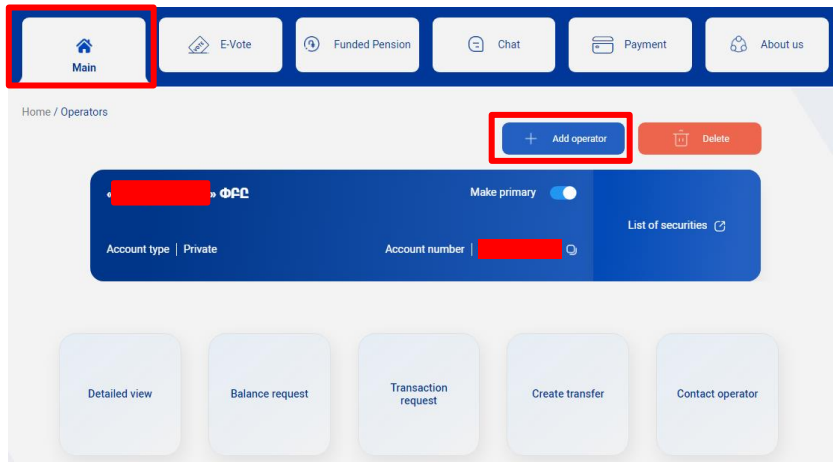 Main
E-Vote
Funded Pension
Chat
Payment
About us
Home / Operators
Add operator
Delete
« » ՓԲԸ
Make primary
List of securities
Account type | Private
Account number |
Detailed view
Balance request
Transaction
request
Create transfer
Contact operator